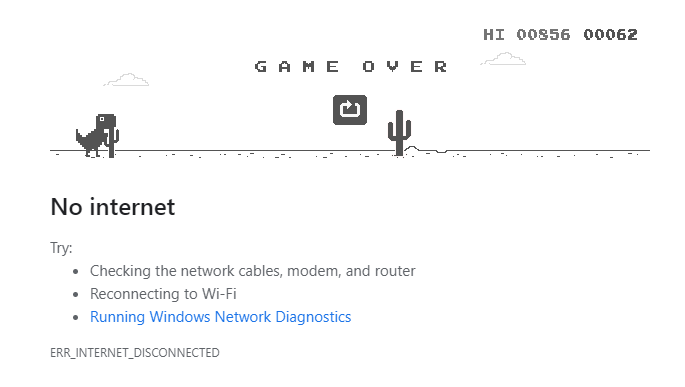 HI 00856 00062
GAME OVER
No internet
Try:
Checking the network cables, modem, and router
Reconnecting to Wi-Fi
Running Windows Network Diagnostics
ERR_INTERNET_DISCONNECTED